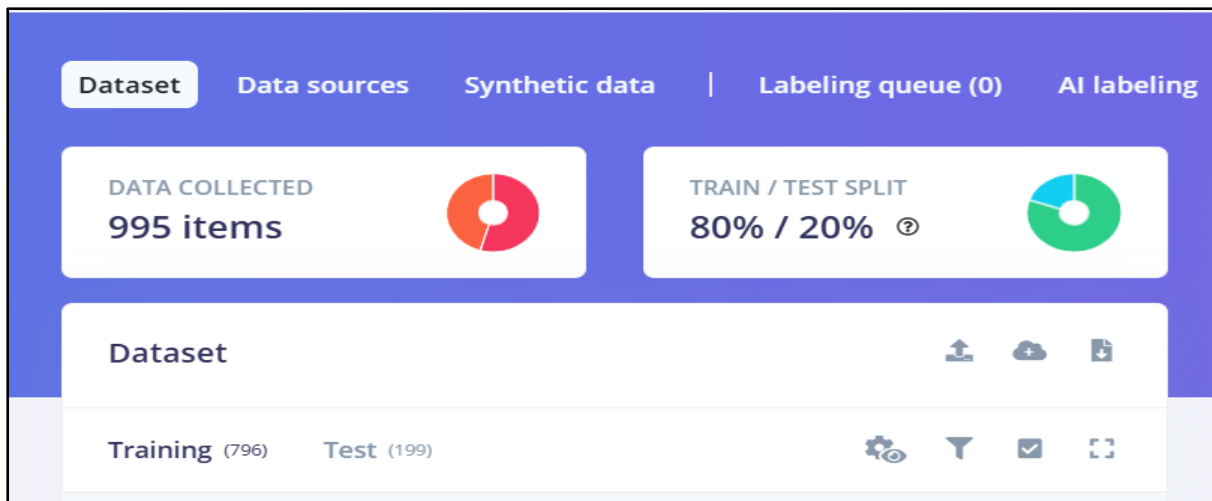 Dataset Data sources Synthetic data | Labeling queue (0) AI labeling
DATA COLLECTED
995 items
TRAIN / TEST SPLIT
80% / 20% ?
Dataset
Training (796) Test (199)